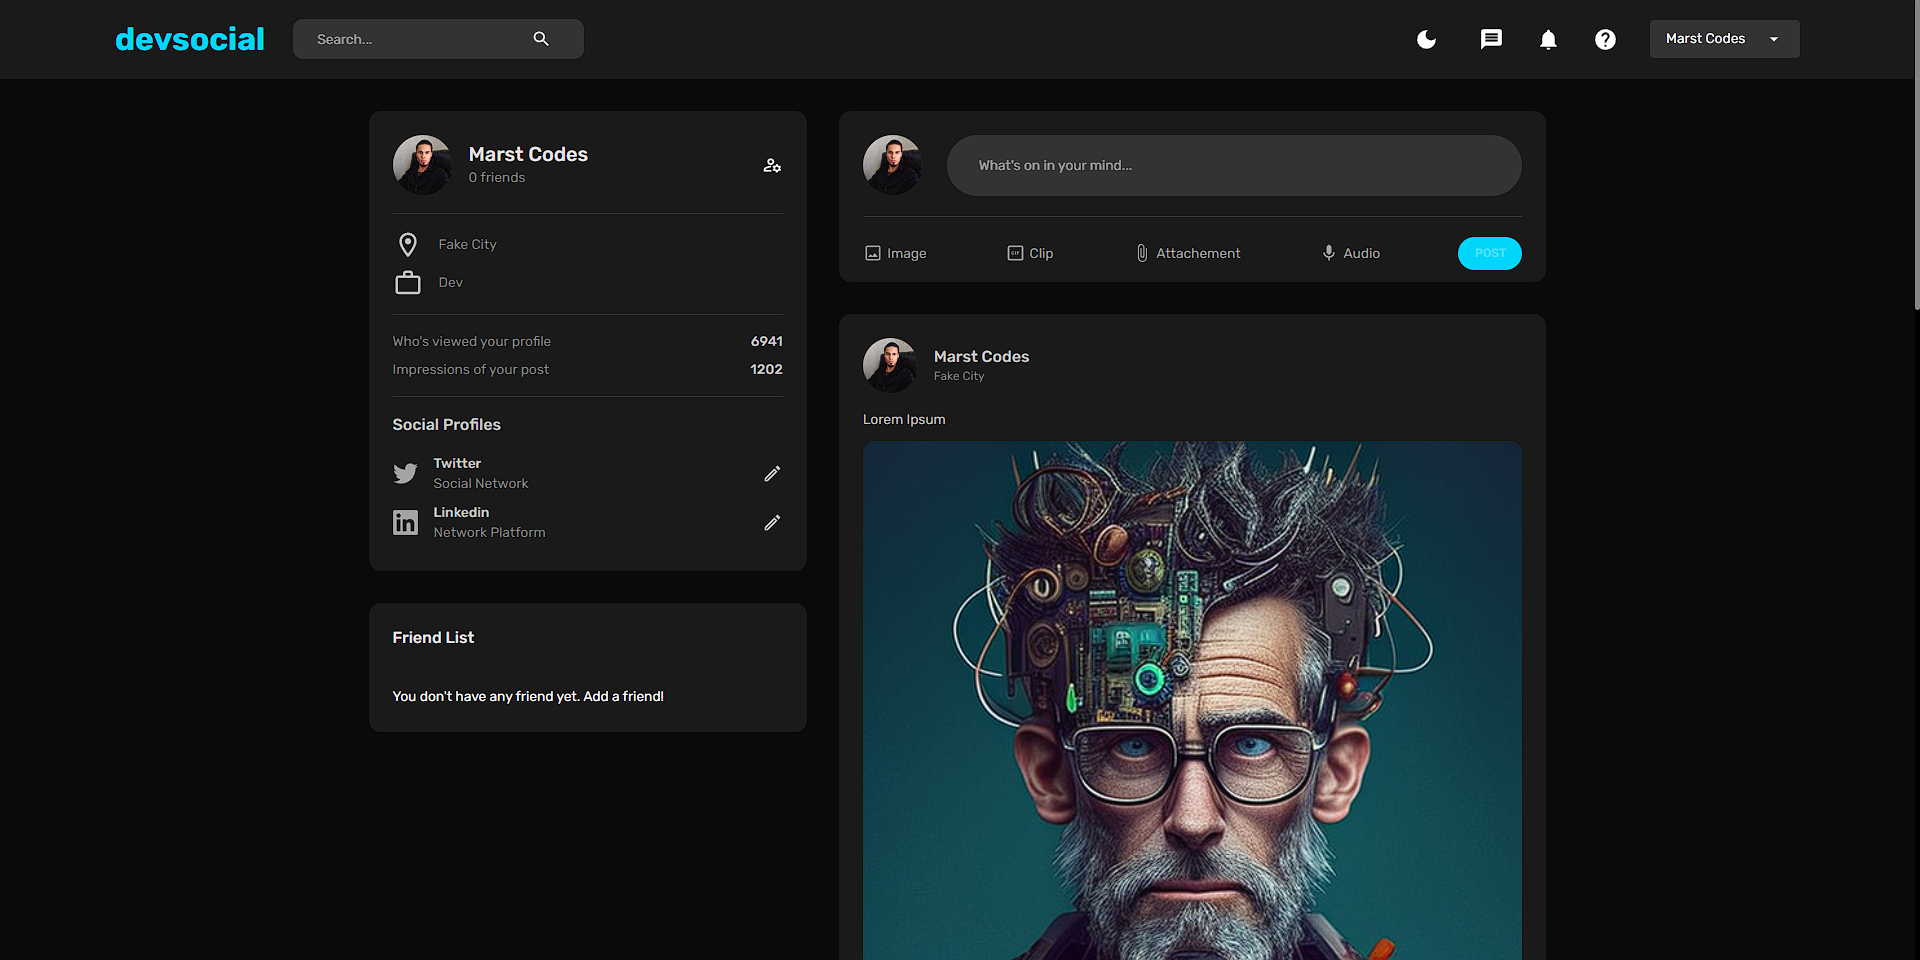 devsocial
Search...
Marst Codes
Marst Codes
0 friends
Fake City
Dev
Who's viewed your profile 6941
Impressions of your post 1202
Social Profiles
Twitter
Social Network
Linkedin
Network Platform
Friend List
You don't have any friend yet. Add a friend!
What's on in your mind...
Image
GIF Clip
Attachement
Audio
POST
Marst Codes
Fake City
Lorem Ipsum